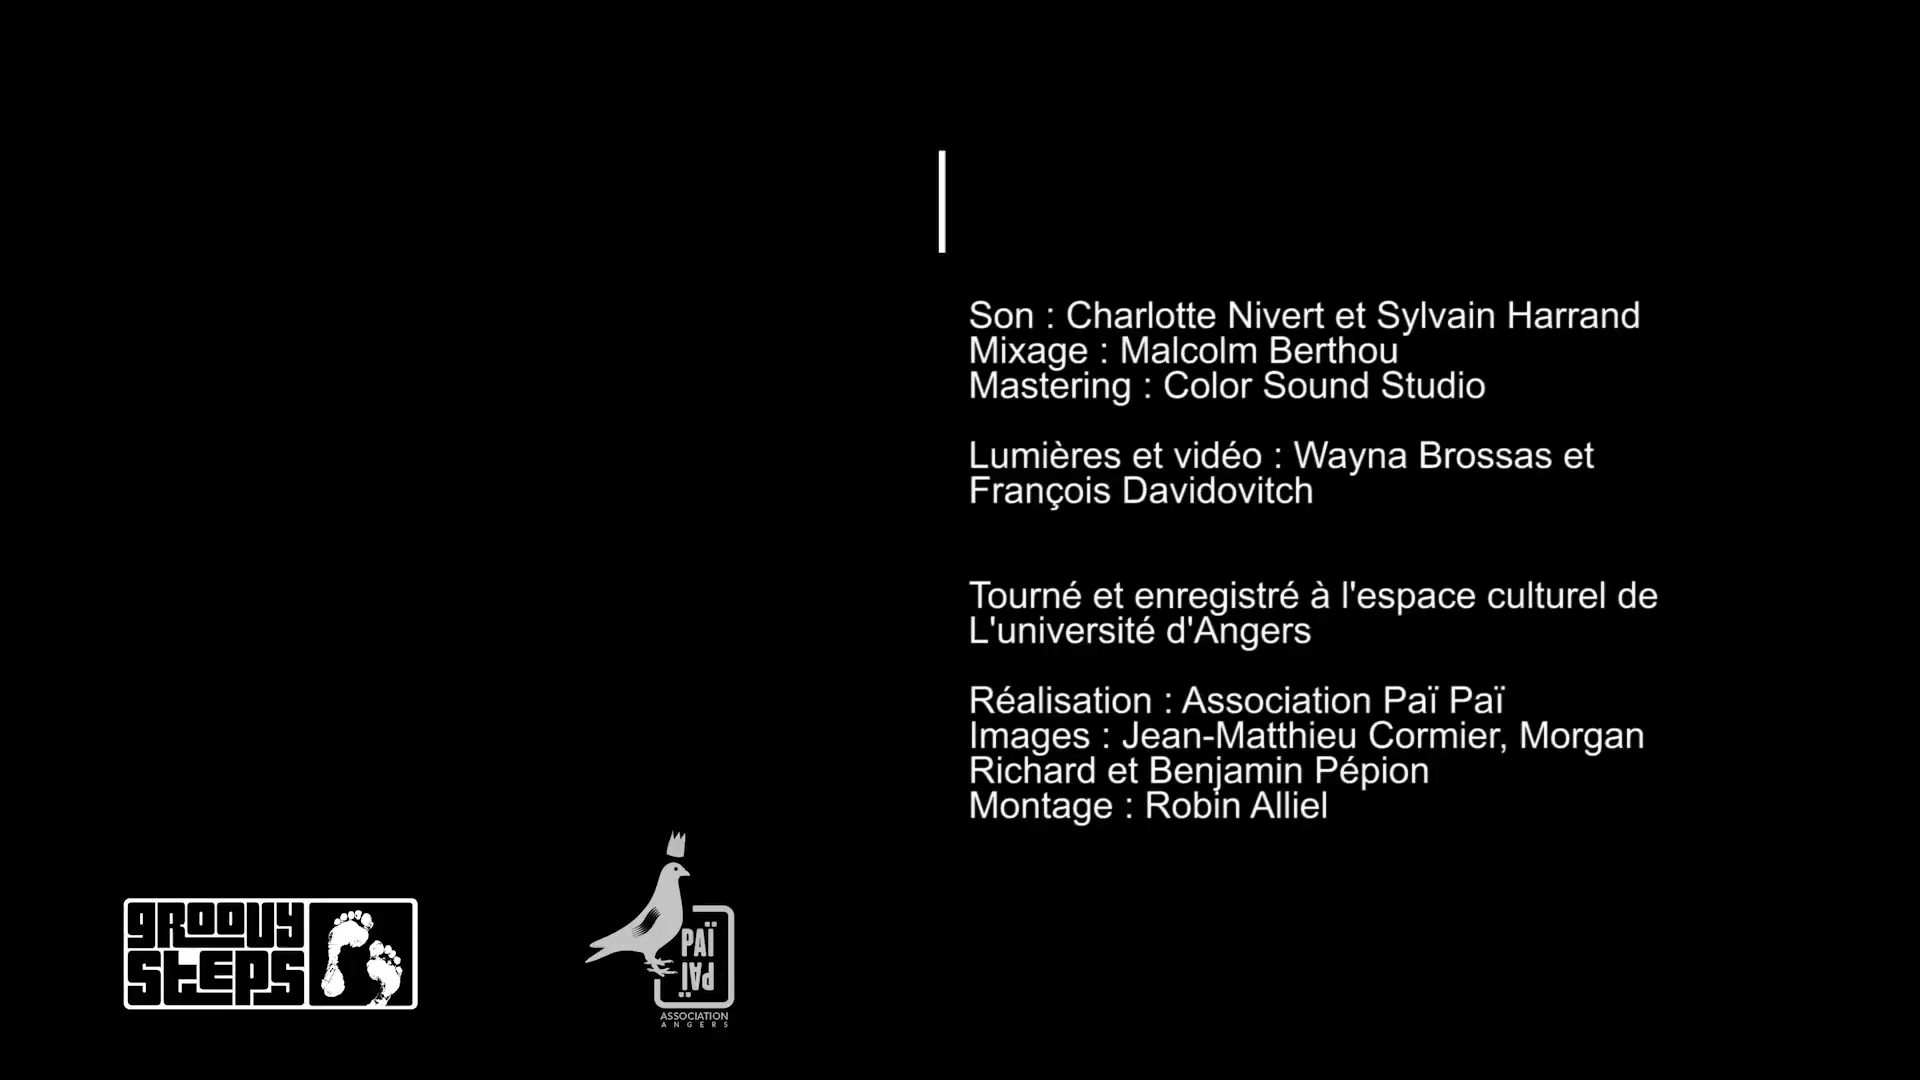 Son : Charlotte Nivert et Sylvain Harrand
Mixage : Malcolm Berthou
Mastering : Color Sound Studio
Lumières et vidéo : Wayna Brossas et
François Davidovitch
Tourné et enregistré à l'espace culturel de
L'université d'Angers
Réalisation : Association Paï Paï
Images : Jean-Matthieu Cormier, Morgan
Richard et Benjamin Pépion
Montage : Robin Alliel
GROOVY
STEPS
PAÏ
PAÏ
ASSOCIATION
ANGERS